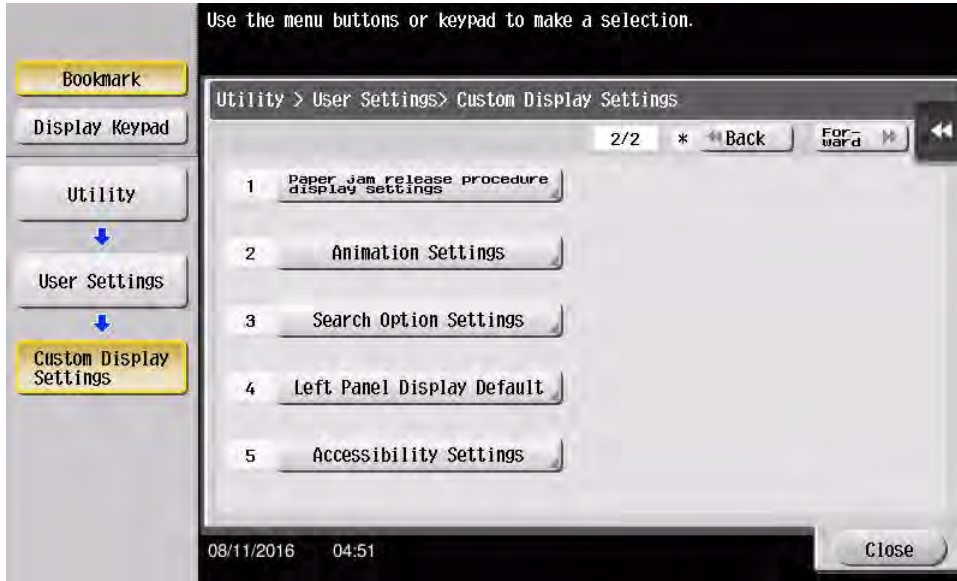 Use the menu buttons or keypad to make a selection.
Bookmark
Display Keypad
Utility
User Settings
Custom Display
Settings
Utility > User Settings> Custom Display Settings
2/2 * Back For-
ward
1 Paper jam release procedure
display settings
2 Animation Settings
3 Search Option Settings
4 Left Panel Display Default
5 Accessibility Settings
08/11/2016 04:51
Close